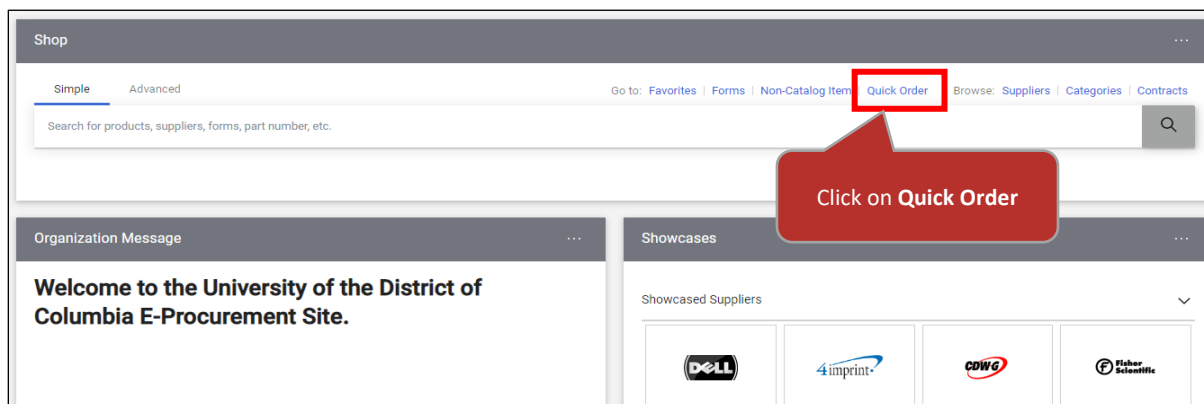 Shop
Simple Advanced
Go to: Favorites | Forms | Non-Catalog Item | Quick Order Browse: Suppliers | Categories | Contracts
Search for products, suppliers, forms, part number, etc.
Click on Quick Order
Organization Message
Showcases
Welcome to the University of the District of
Columbia E-Procurement Site.
Showcased Suppliers
DELL
4imprint
CDWG
Fisher
Scientific